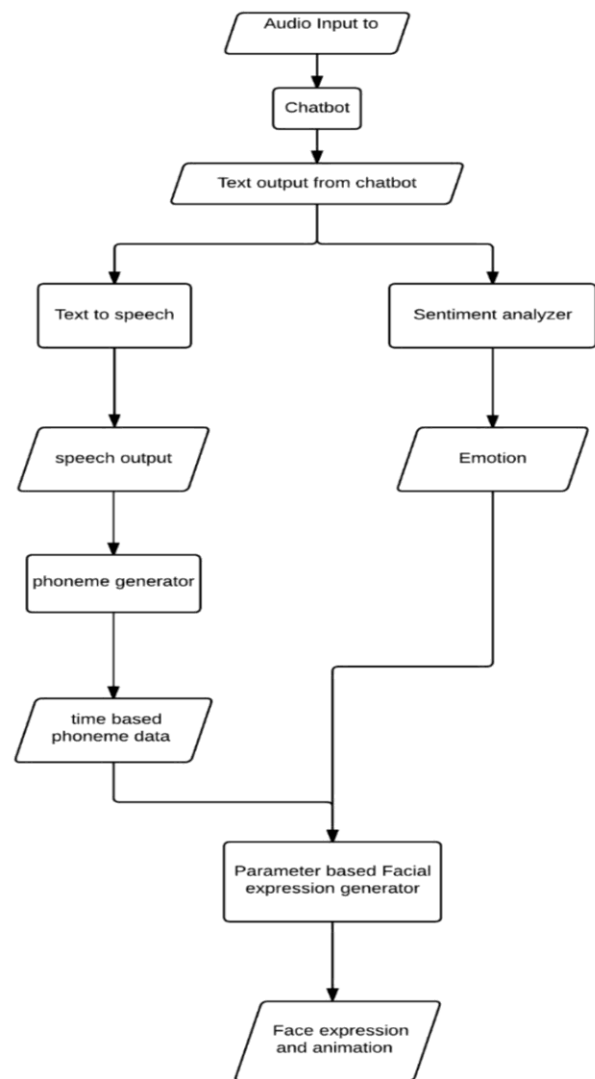 Audio Input to
Chatbot
Text output from chatbot
Text to speech
Sentiment analyzer
speech output
Emotion
phoneme generator
time based
phoneme data
Parameter based Facial
expression generator
Face expression
and animation